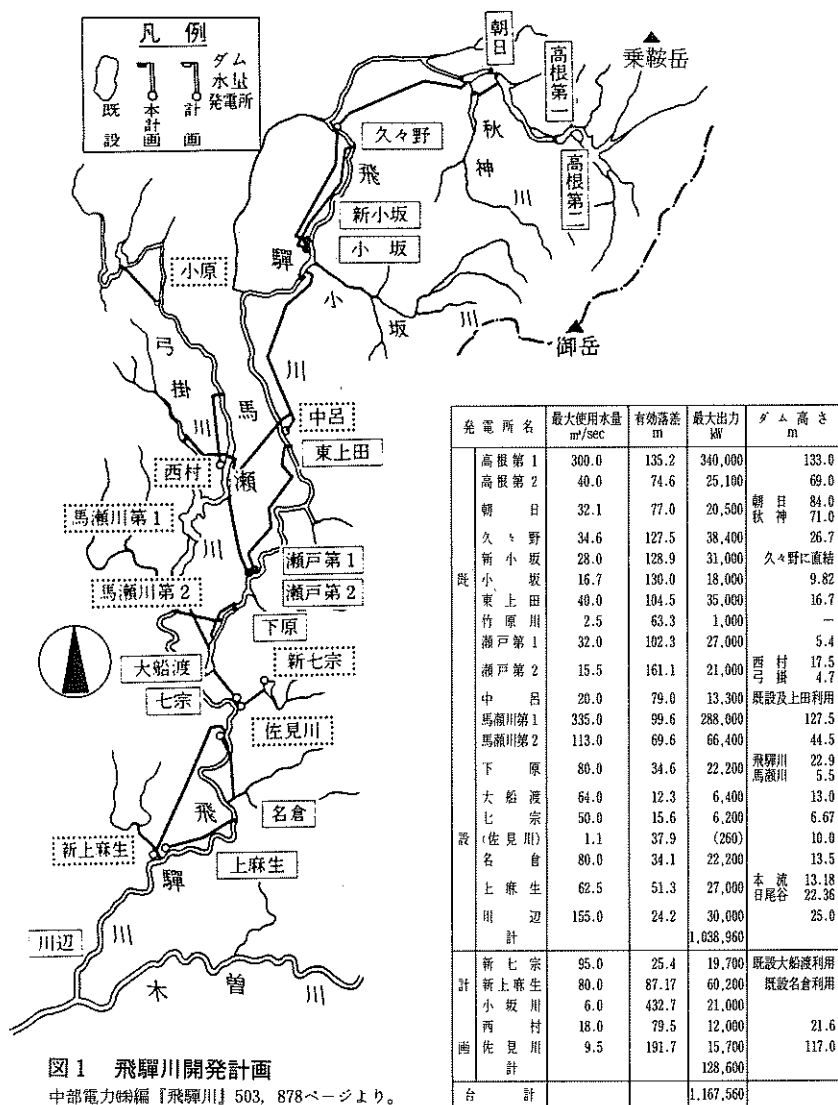 凡例
ダム
水量
発電所
既設
本計画
計画
朝日
高根第一
高根第二
乗鞍岳
秋神川
久々野
飛驒川
新小坂
小坂
小坂川
御岳
小原
弓掛川
馬瀬川
中呂
東上田
西村
馬瀬川第1
瀬戸第1
瀬戸第2
馬瀬川第2
下原
大船渡
新七宗
七宗
佐見川
名倉
飛驒川
新上麻生
上麻生
川辺
木曽川
図1 飛驒川開発計画
中部電力㈱編『飛驒川』503, 878ページより。
発電所名 最大使用水量 m³/sec 有効落差 m 最大出力 kW ダム高さ m
既設
高根第1 300.0 135.2 340,000 133.0
高根第2 40.0 74.6 25,100 69.0
朝日 32.1 77.0 20,500 朝日 84.0 秋神 71.0
久々野 34.6 127.5 38,400 26.7
新小坂 28.0 128.9 31,000 久々野に直結
小坂 16.7 130.0 18,000 9.82
東上田 40.0 104.5 35,000 16.7
竹原川 2.5 63.3 1,000 —
瀬戸第1 32.0 102.3 27,000 5.4
瀬戸第2 15.5 161.1 21,000 西村 17.5 弓掛 4.7
中呂 20.0 79.0 13,300 既設及上田利用
馬瀬川第1 335.0 99.6 288,000 127.5
馬瀬川第2 113.0 69.6 66,400 44.5
下原 80.0 34.6 22,200 飛驒川 22.9 馬瀬川 5.5
大船渡 64.0 12.3 6,400 13.0
七宗 50.0 15.6 6,200 6.67
(佐見川) 1.1 37.9 (260) 10.0
名倉 80.0 34.1 22,200 13.5
上麻生 62.5 51.3 27,000 本流 13.18 日尾谷 22.36
川辺 155.0 24.2 30,000 25.0
計 1,038,960
計画
新七宗 95.0 25.4 19,700 既設大船渡利用
新上麻生 80.0 87.17 60,200 既設名倉利用
小坂川 6.0 432.7 21,000
西村 18.0 79.5 12,000 21.6
佐見川 9.5 191.7 15,700 117.0
計 128,600
合計 1,167,560